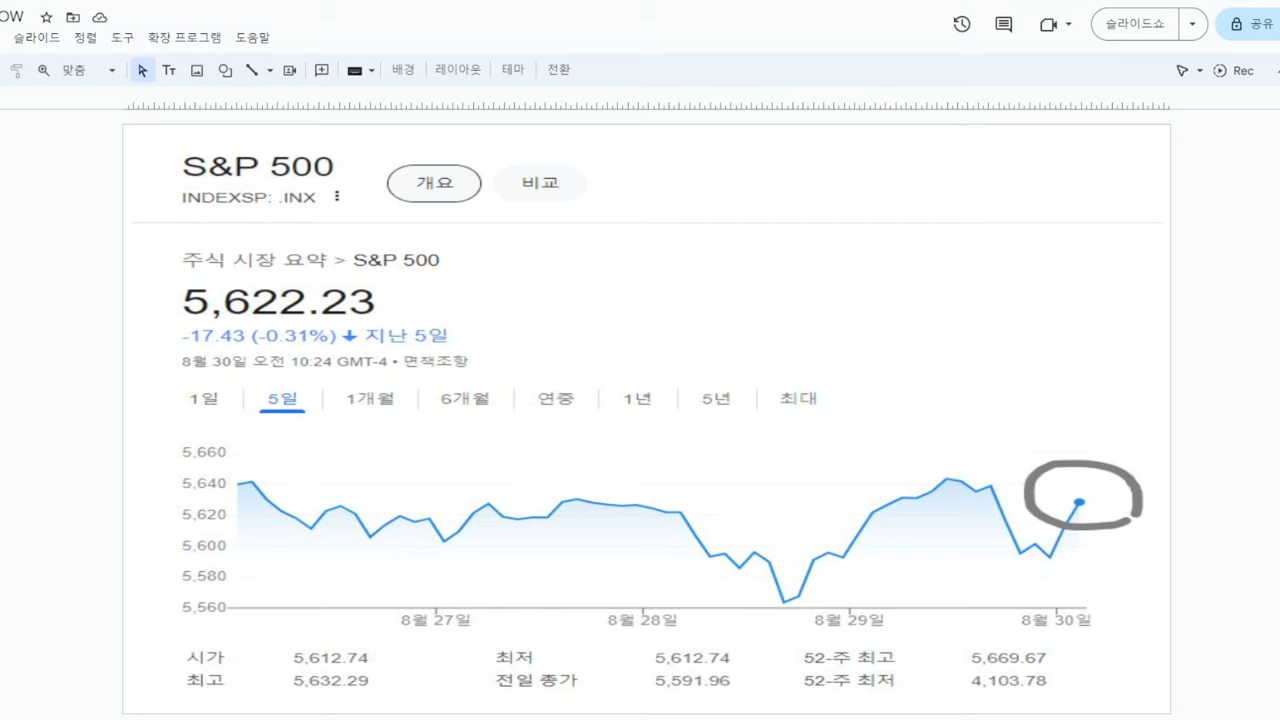 OW
슬라이드 정렬 도구 확장 프로그램 도움말
슬라이드쇼
공유
맞춤
Tт
배경
레이아웃
테마
전환
Rec
S&P 500
INDEXSP: .INX
개요
비교
주식 시장 요약 > S&P 500
5,622.23
-17.43 (-0.31%) 지난 5일
8월 30일 오전 10:24 GMT-4 • 면책조항
1일 5일 1개월 6개월 연중 1년 5년 최대
5,660
5,640
5,620
5,600
5,580
5,560
8월 27일 8월 28일 8월 29일 8월 30일
시가 5,612.74 최저 5,612.74 52-주 최고 5,669.67
최고 5,632.29 전일 종가 5,591.96 52-주 최저 4,103.78